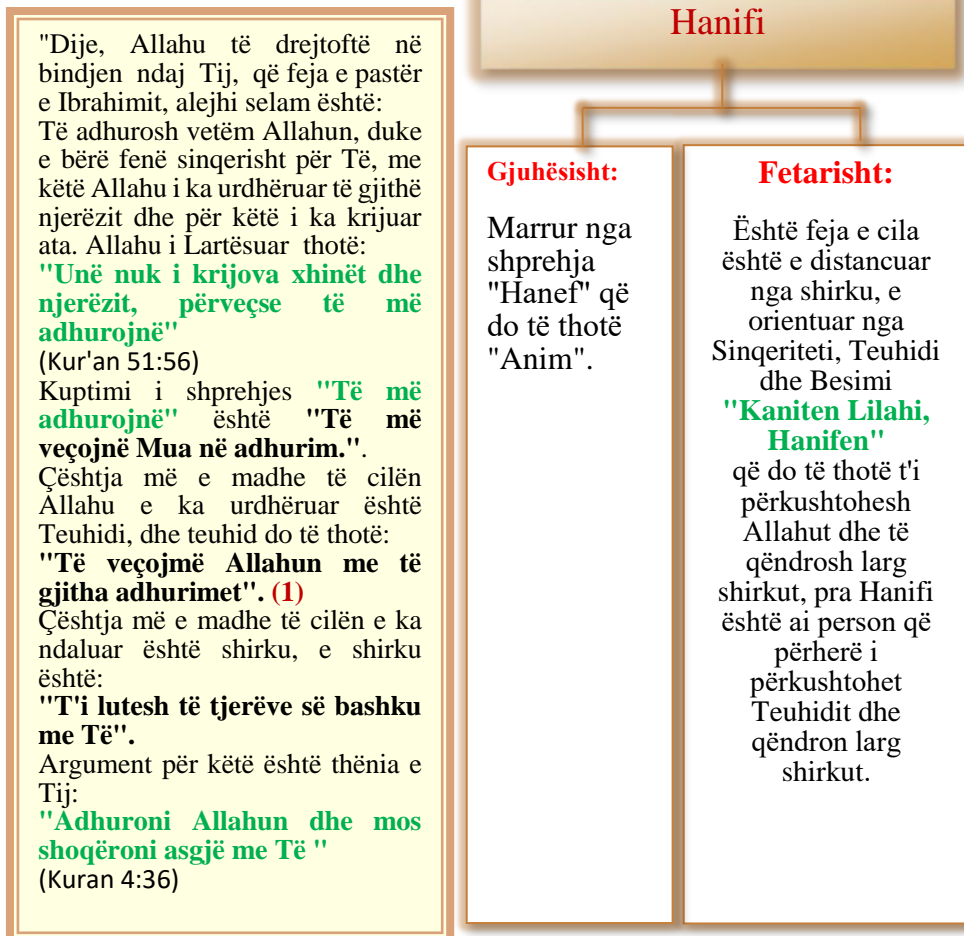 "Dije, Allahu të drejtoftë në
bindjen ndaj Tij, që feja e pastër
e Ibrahimit, alejhi selam është:
Të adhurosh vetëm Allahun, duke
e bërë fenë sinqerisht për Të, me
këtë Allahu i ka urdhëruar të gjithë
njerëzit dhe për këtë i ka krijuar
ata. Allahu i Lartësuar thotë:
"Unë nuk i krijova xhinët dhe
njerëzit, përveçse të më
adhurojnë"
(Kur'an 51:56)
Kuptimi i shprehjes "Të më
adhurojnë" është "Të më
veçojnë Mua në adhurim.".
Çështja më e madhe të cilën
Allahu e ka urdhëruar është
Teuhidi, dhe teuhid do të thotë:
"Të veçojmë Allahun me të
gjitha adhurimet". (1)
Çështja më e madhe të cilën e ka
ndaluar është shirku, e shirku
është:
"T'i lutesh të tjerëve së bashku
me Të".
Argument për këtë është thënia e
Tij:
"Adhuroni Allahun dhe mos
shoqëroni asgjë me Të "
(Kuran 4:36)
Hanifi
Gjuhësisht:
Marrur nga
shprehja
"Hanef" që
do të thotë
"Anim".
Fetarisht:
Është feja e cila
është e distancuar
nga shirku, e
orientuar nga
Sinqeriteti, Teuhidi
dhe Besimi
"Kaniten Lilahi,
Hanifen"
që do të thotë t'i
përkushtohesh
Allahut dhe të
qëndrosh larg
shirkut, pra Hanifi
është ai person që
përherë i
përkushtohet
Teuhidit dhe
qëndron larg
shirkut.